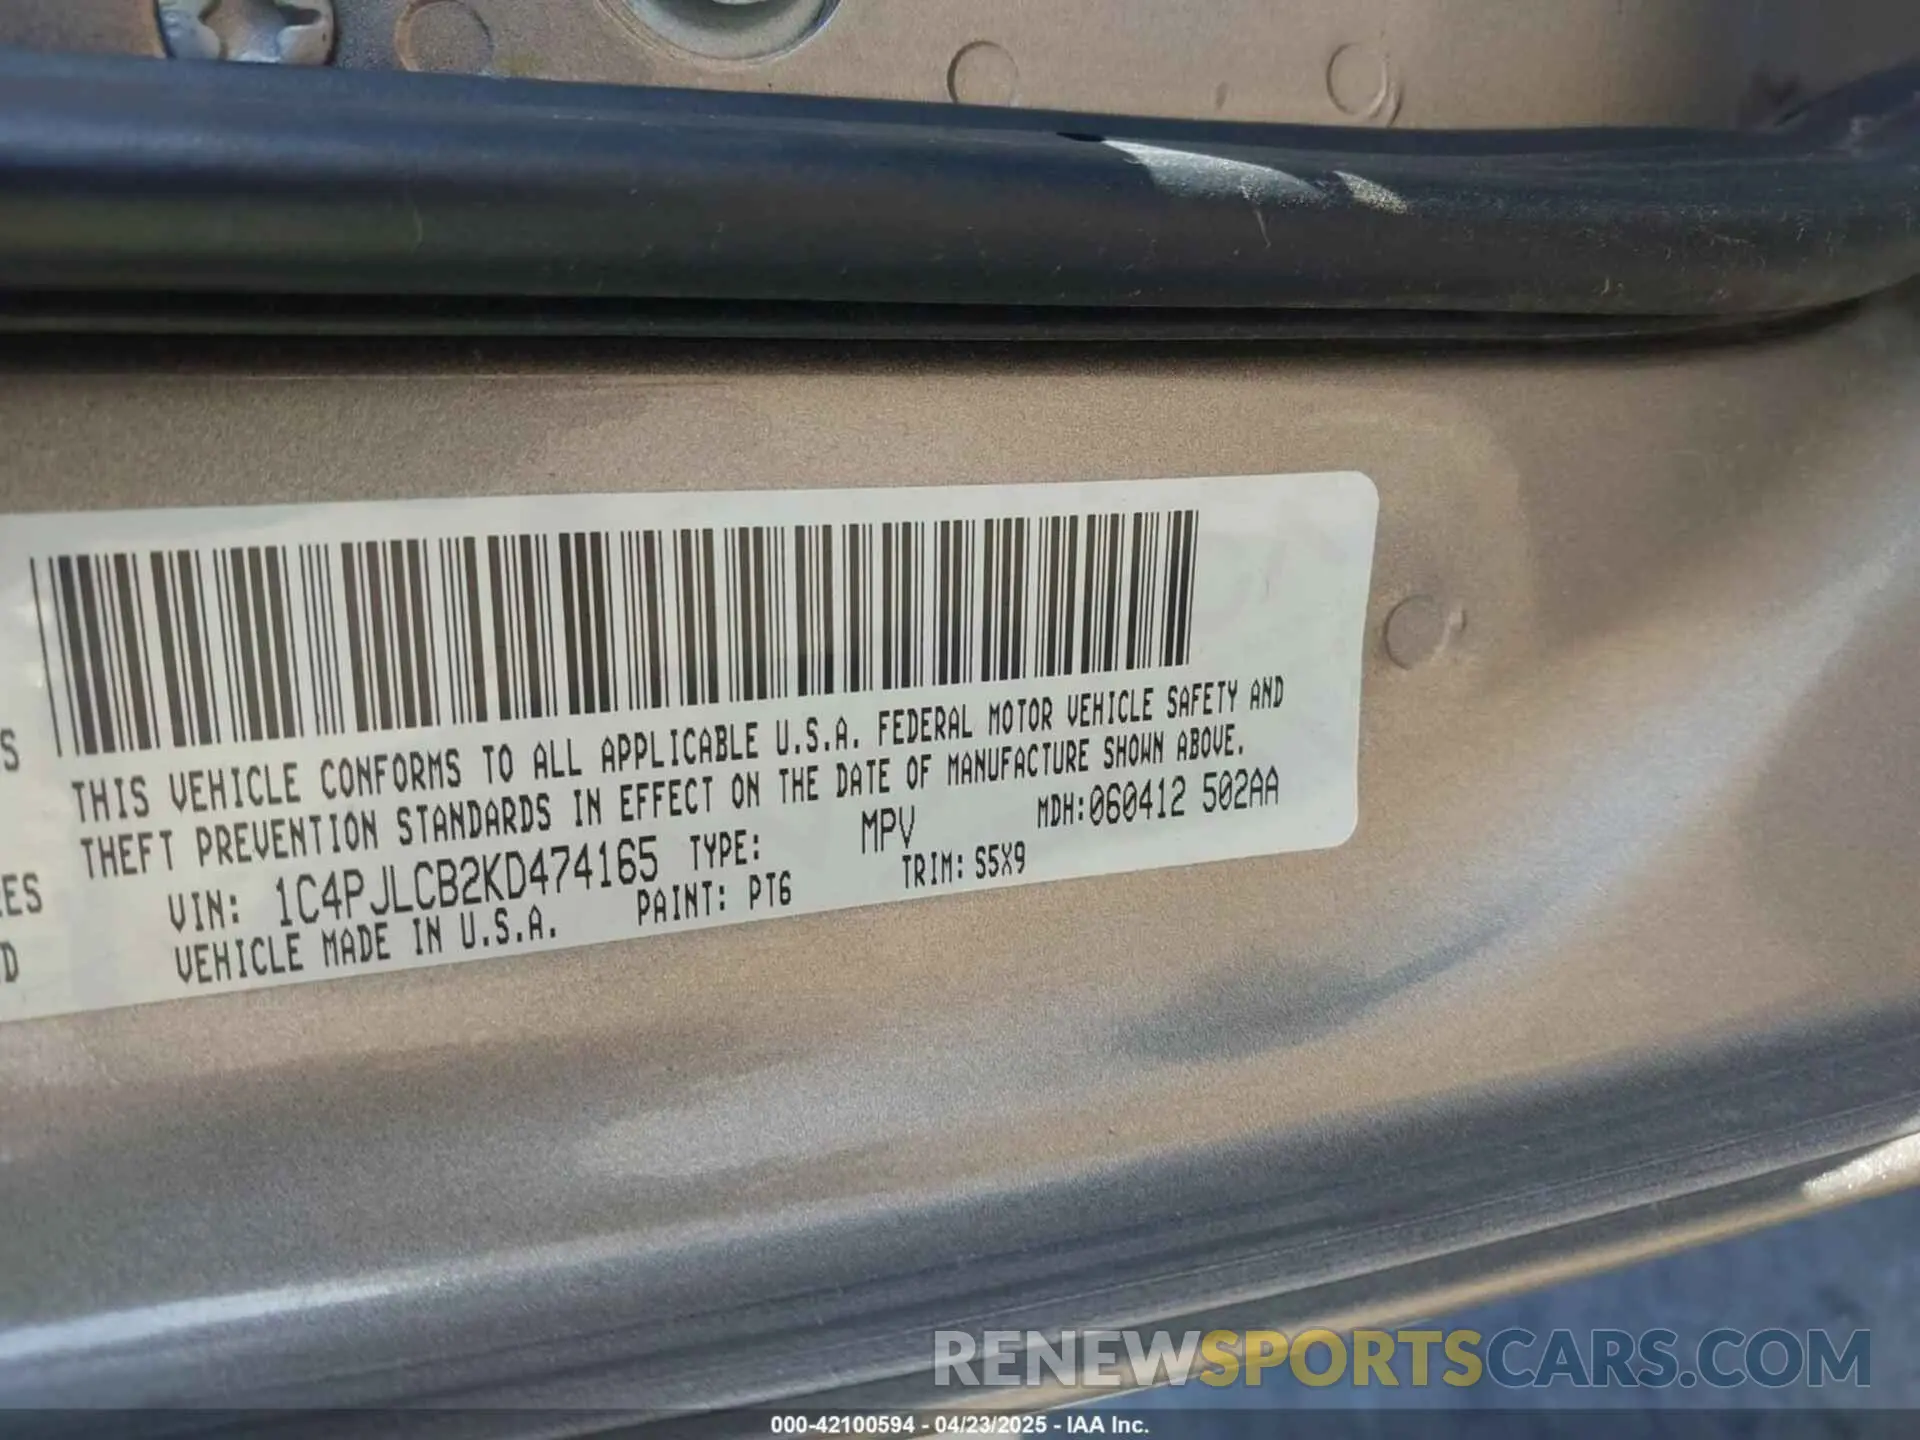 S
THIS VEHICLE CONFORMS TO ALL APPLICABLE U.S.A. FEDERAL MOTOR VEHICLE SAFETY AND
THEFT PREVENTION STANDARDS IN EFFECT ON THE DATE OF MANUFACTURE SHOWN ABOVE.
ES
VIN: 1C4PJLCB2KD474165 TYPE: MPV MDH:060412 502AA
D
VEHICLE MADE IN U.S.A. PAINT: PT6 TRIM: S5X9
RENEWSPORTSCARS.COM
000-42100594 - 04/23/2025 - IAA Inc.